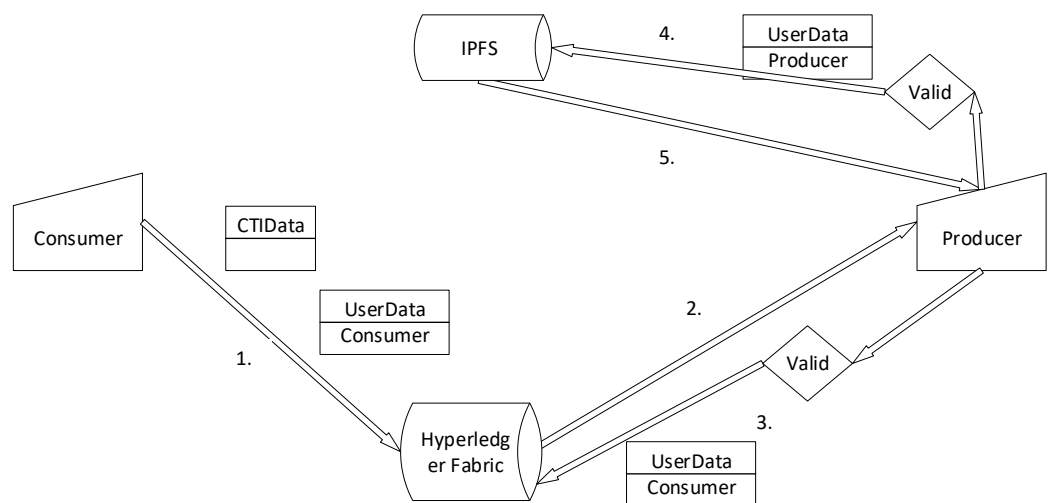 4.
UserData
Producer
IPFS
Valid
5.
CTIData
Consumer
Producer
UserData
Consumer
2.
1.
Valid
3.
Hyperledg
er Fabric
UserData
Consumer